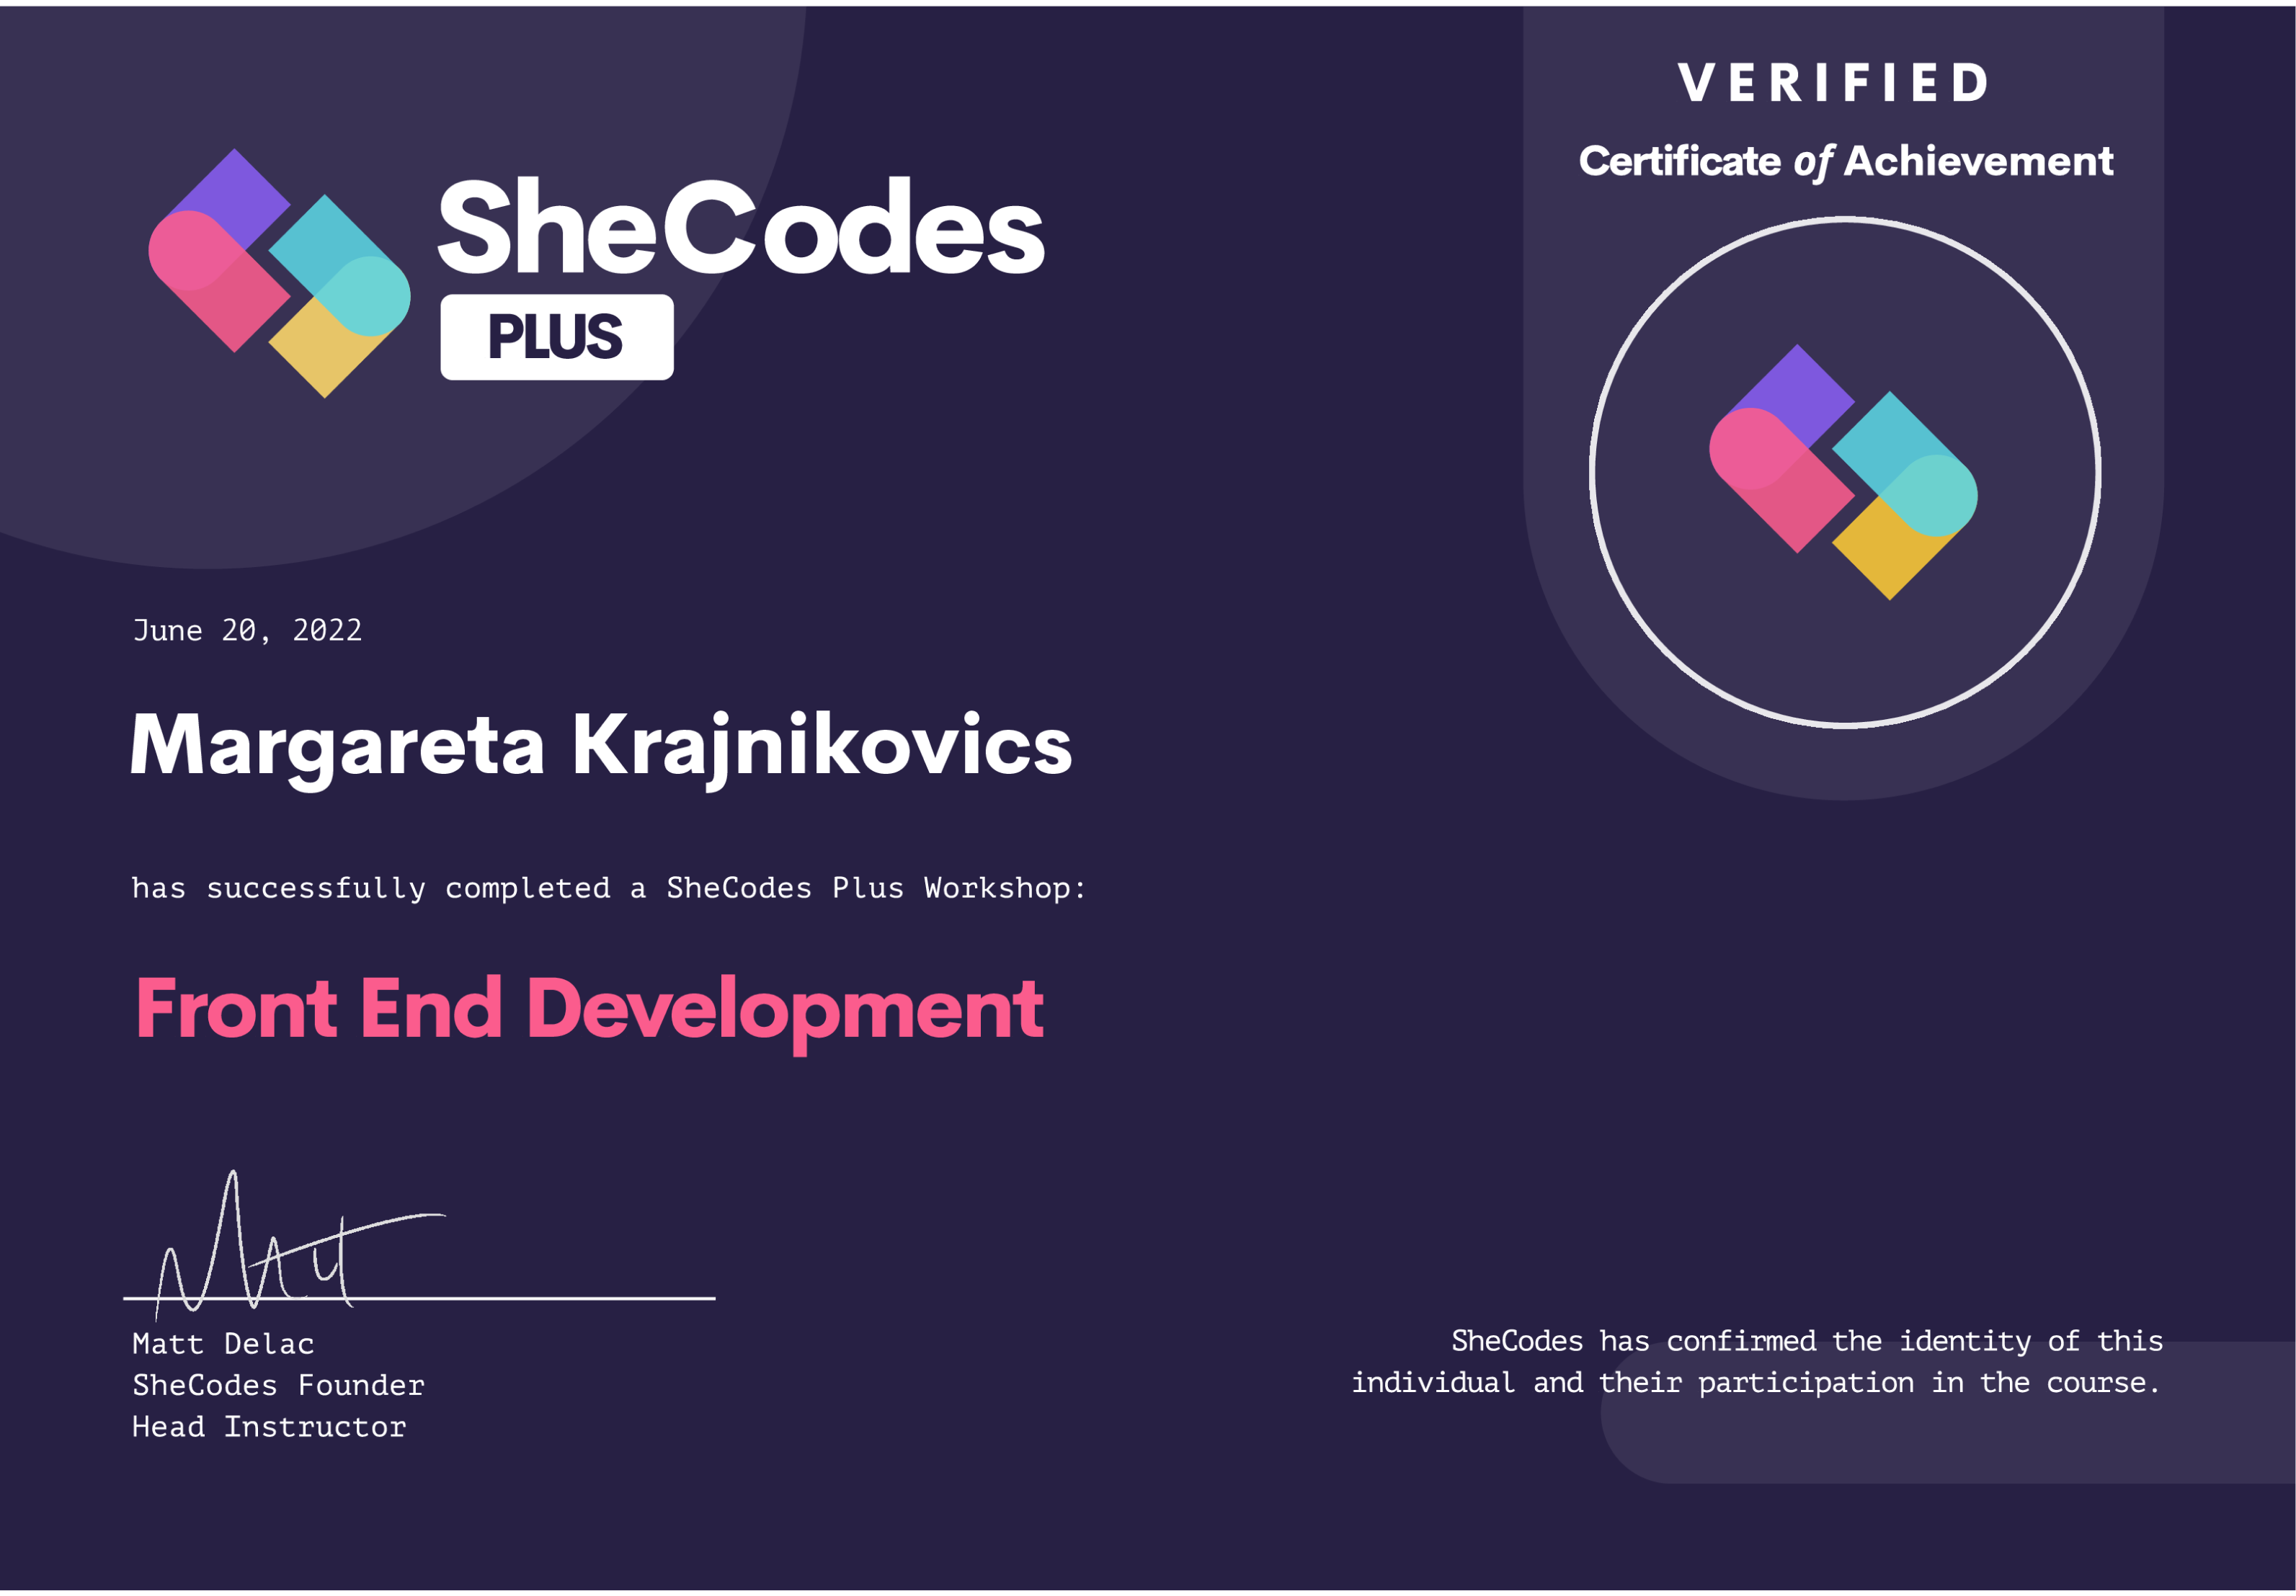 SheCodes
PLUS
VERIFIED
Certificate of Achievement
June 20, 2022
Margareta Krajnikovics
has successfully completed a SheCodes Plus Workshop:
Front End Development
Matt
Matt Delac
SheCodes Founder
Head Instructor
SheCodes has confirmed the identity of this
individual and their participation in the course.